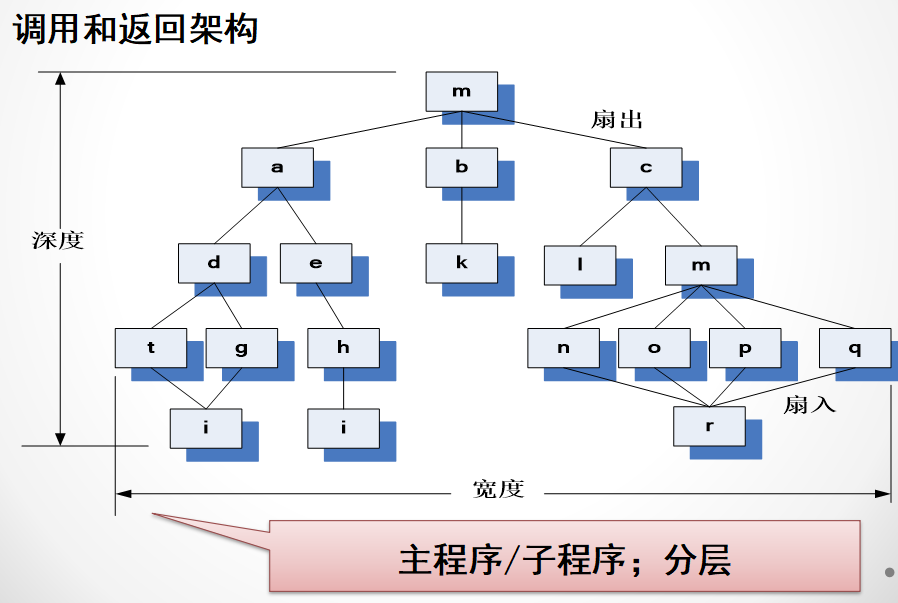 调用和返回架构
m
扇出
a b c
深度
d e k l m
t g h n o p q
扇入
i i r
宽度
主程序/子程序；分层